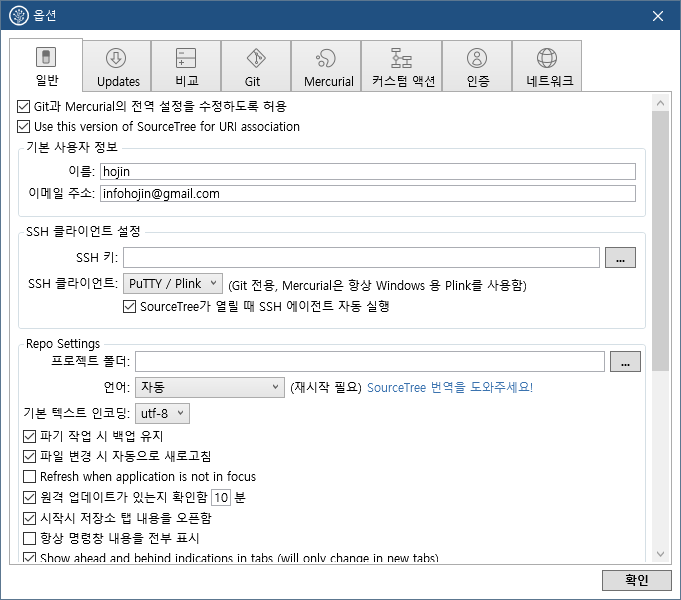 옵션
일반 Updates 비교 Git Mercurial 커스텀 액션 인증 네트워크
Git과 Mercurial의 전역 설정을 수정하도록 허용
Use this version of SourceTree for URI association
기본 사용자 정보
이름: hojin
이메일 주소: infohojin@gmail.com
SSH 클라이언트 설정
SSH 키: ...
SSH 클라이언트: PuTTY / Plink (Git 전용, Mercurial은 항상 Windows 용 Plink를 사용함)
SourceTree가 열릴 때 SSH 에이전트 자동 실행
Repo Settings
프로젝트 폴더: ...
언어: 자동 (재시작 필요) SourceTree 번역을 도와주세요!
기본 텍스트 인코딩: utf-8
파기 작업 시 백업 유지
파일 변경 시 자동으로 새로고침
Refresh when application is not in focus
원격 업데이트가 있는지 확인함 10 분
시작시 저장소 탭 내용을 오픈함
항상 명령창 내용을 전부 표시
Show ahead and behind indications in tabs (will only change in new tabs)
확인